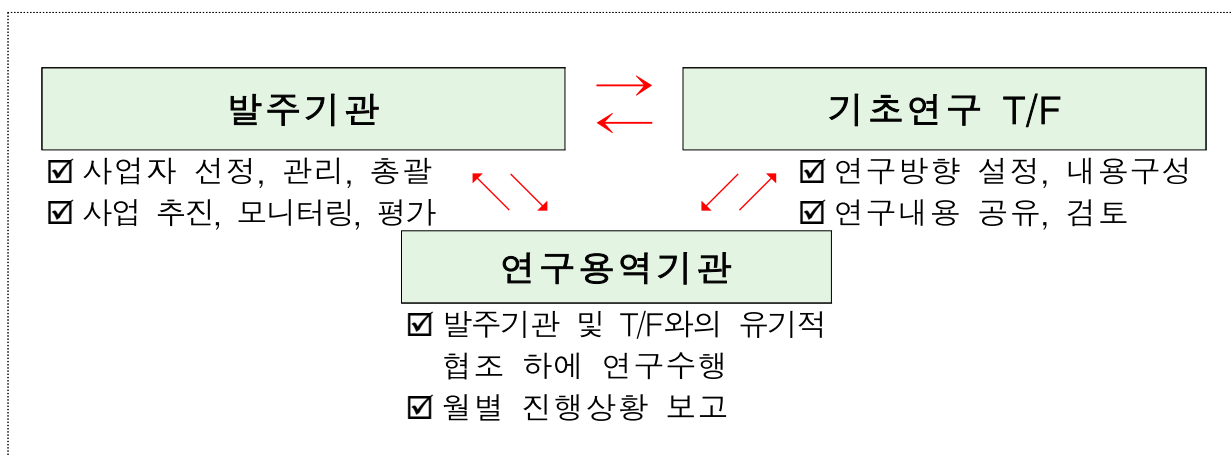 발주기관
☑ 사업자 선정, 관리, 총괄
☑ 사업 추진, 모니터링, 평가
기초연구 T/F
☑ 연구방향 설정, 내용구성
☑ 연구내용 공유, 검토
연구용역기관
☑ 발주기관 및 T/F와의 유기적
협조 하에 연구수행
☑ 월별 진행상황 보고